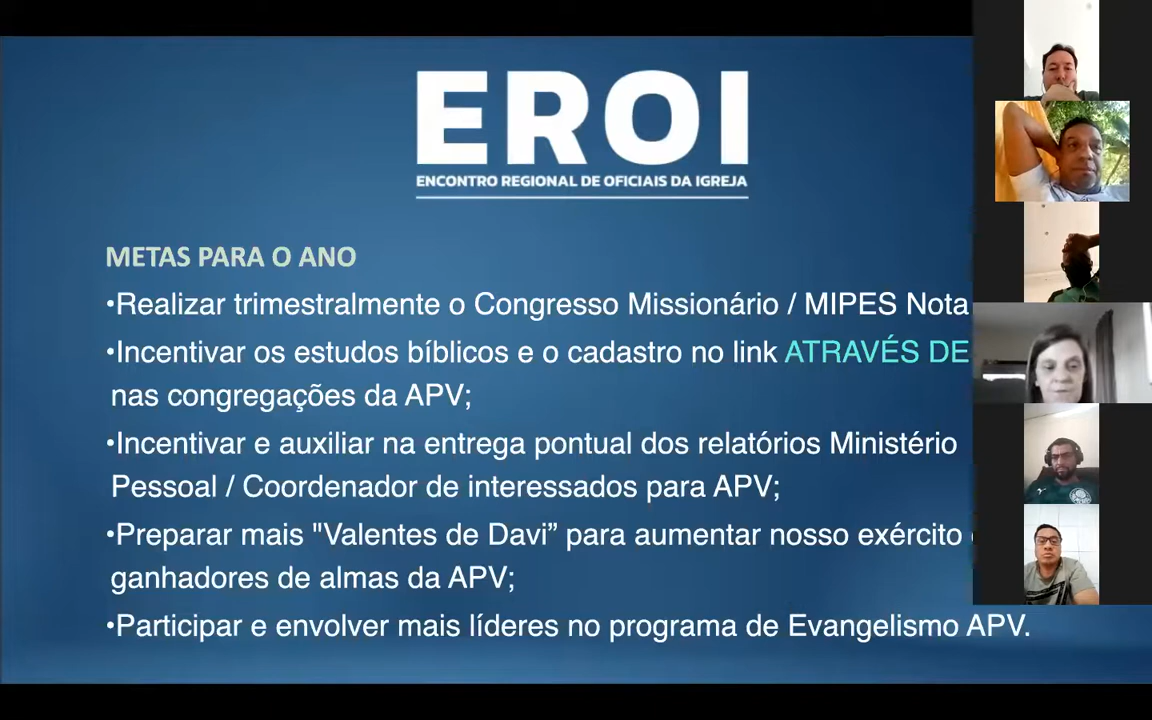 EROI
ENCONTRO REGIONAL DE OFICIAIS DA IGREJA
METAS PARA O ANO
•Realizar trimestralmente o Congresso Missionário / MIPES Nota
•Incentivar os estudos bíblicos e o cadastro no link ATRAVÉS DE
nas congregações da APV;
•Incentivar e auxiliar na entrega pontual dos relatórios Ministério
Pessoal / Coordenador de interessados para APV;
•Preparar mais "Valentes de Davi” para aumentar nosso exército
ganhadores de almas da APV;
•Participar e envolver mais líderes no programa de Evangelismo APV.